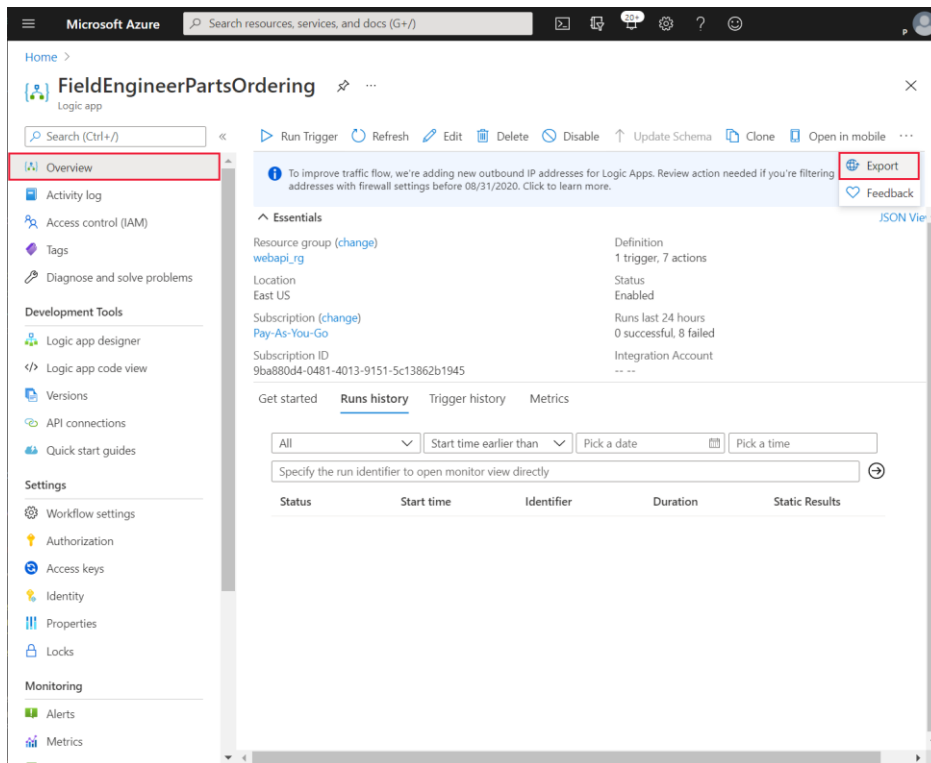 Microsoft Azure
Search resources, services, and docs (G+/)
20+
?
P
Home >
FieldEngineerPartsOrdering
...
Logic app
Search (Ctrl+/)
«
Run Trigger
Refresh
Edit
Delete
Disable
Update Schema
Clone
Open in mobile
...
Export
Feedback
Overview
Activity log
Access control (IAM)
Tags
Diagnose and solve problems
Development Tools
Logic app designer
Logic app code view
Versions
API connections
Quick start guides
Settings
Workflow settings
Authorization
Access keys
Identity
Properties
Locks
Monitoring
Alerts
Metrics
To improve traffic flow, we're adding new outbound IP addresses for Logic Apps. Review action needed if you're filtering
addresses with firewall settings before 08/31/2020. Click to learn more.
Essentials
JSON Vie
Resource group (change)
webapi_rg
Location
East US
Subscription (change)
Pay-As-You-Go
Subscription ID
9ba880d4-0481-4013-9151-5c13862b1945
Definition
1 trigger, 7 actions
Status
Enabled
Runs last 24 hours
0 successful, 8 failed
Integration Account
-- --
Get started
Runs history
Trigger history
Metrics
All
Start time earlier than
Pick a date
Pick a time
Specify the run identifier to open monitor view directly
Status
Start time
Identifier
Duration
Static Results